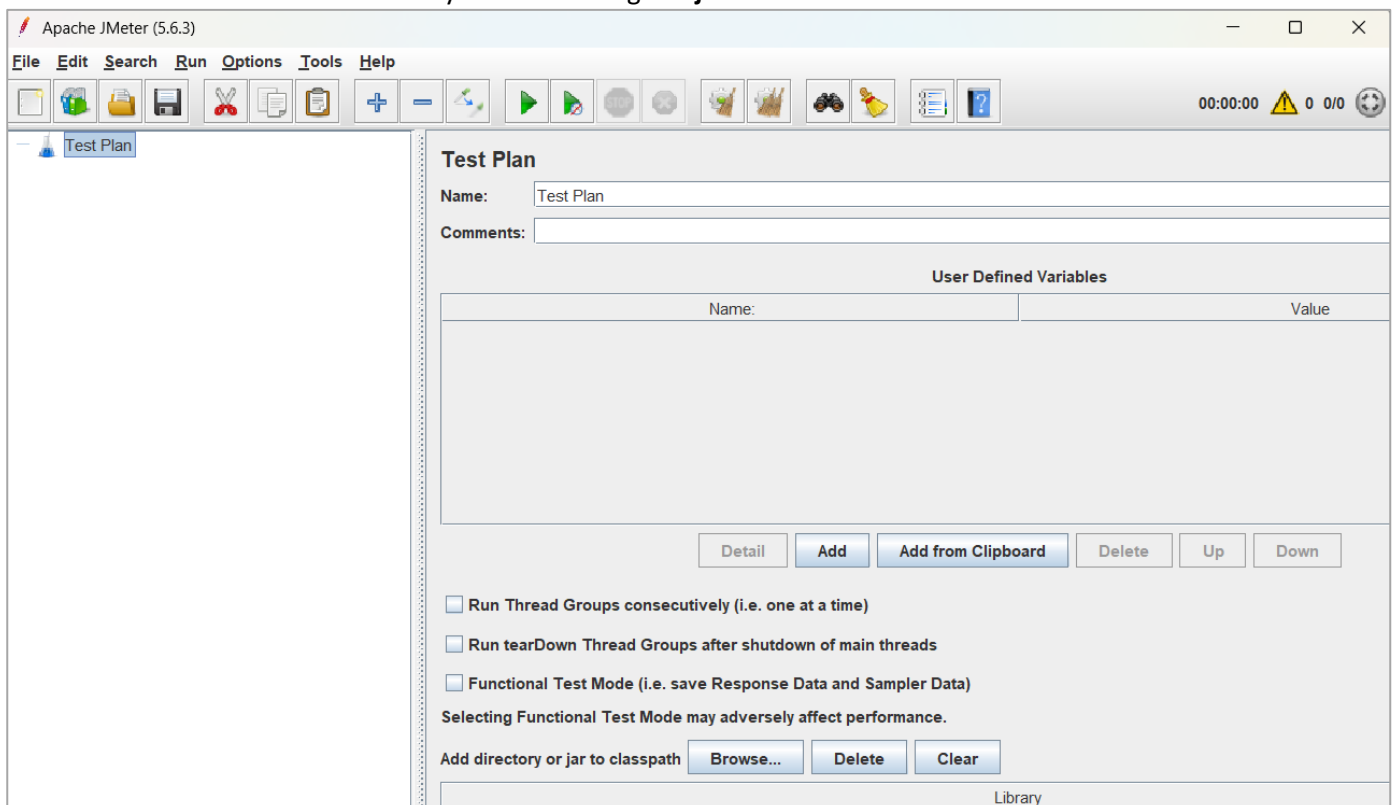 Apache JMeter (5.6.3)
File Edit Search Run Options Tools Help
STOP
?
00:00:00 0 0/0
Test Plan
Test Plan
Name: Test Plan
Comments:
User Defined Variables
Name: Value
Detail Add Add from Clipboard Delete Up Down
Run Thread Groups consecutively (i.e. one at a time)
Run tearDown Thread Groups after shutdown of main threads
Functional Test Mode (i.e. save Response Data and Sampler Data)
Selecting Functional Test Mode may adversely affect performance.
Add directory or jar to classpath Browse... Delete Clear
Library